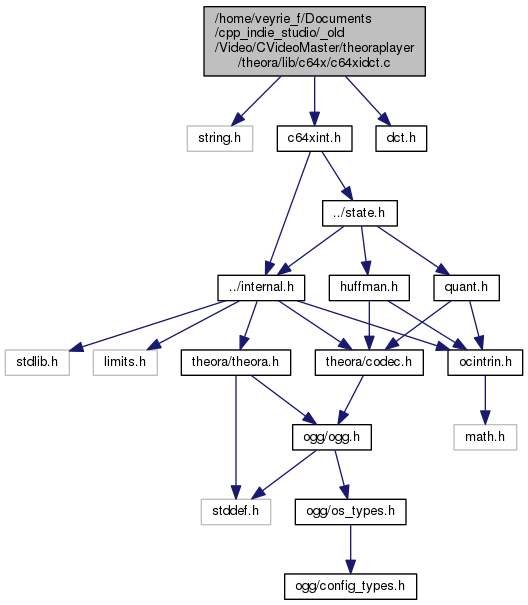 /home/veyrie_f/Documents
/cpp_indie_studio/_old
/Video/CVideoMaster/theoraplayer
/theora/lib/c64x/c64xidct.c
string.h
c64xint.h
dct.h
../state.h
../internal.h
huffman.h
quant.h
stdlib.h
limits.h
theora/theora.h
theora/codec.h
ocintrin.h
ogg/ogg.h
math.h
stddef.h
ogg/os_types.h
ogg/config_types.h